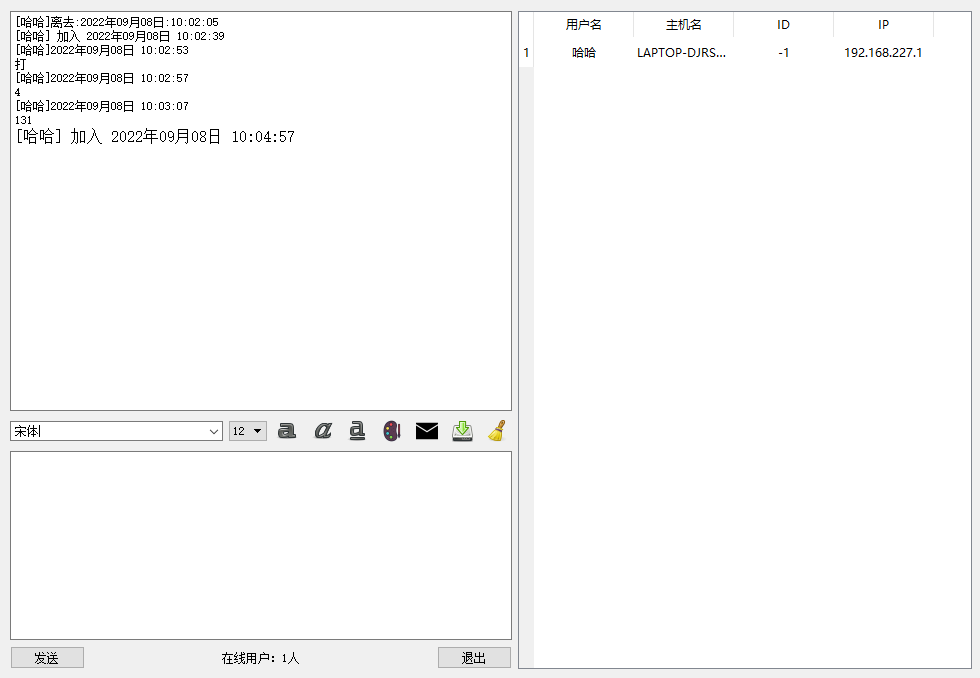 [哈哈]离去:2022年09月08日:10:02:05
[哈哈] 加入 2022年09月08日 10:02:39
[哈哈]2022年09月08日 10:02:53
打
[哈哈]2022年09月08日 10:02:57
4
[哈哈]2022年09月08日 10:03:07
131
[哈哈] 加入 2022年09月08日 10:04:57
宋体
12
发送
在线用户: 1人
退出
用户名 主机名 ID IP
1 哈哈 LAPTOP-DJRS... -1 192.168.227.1